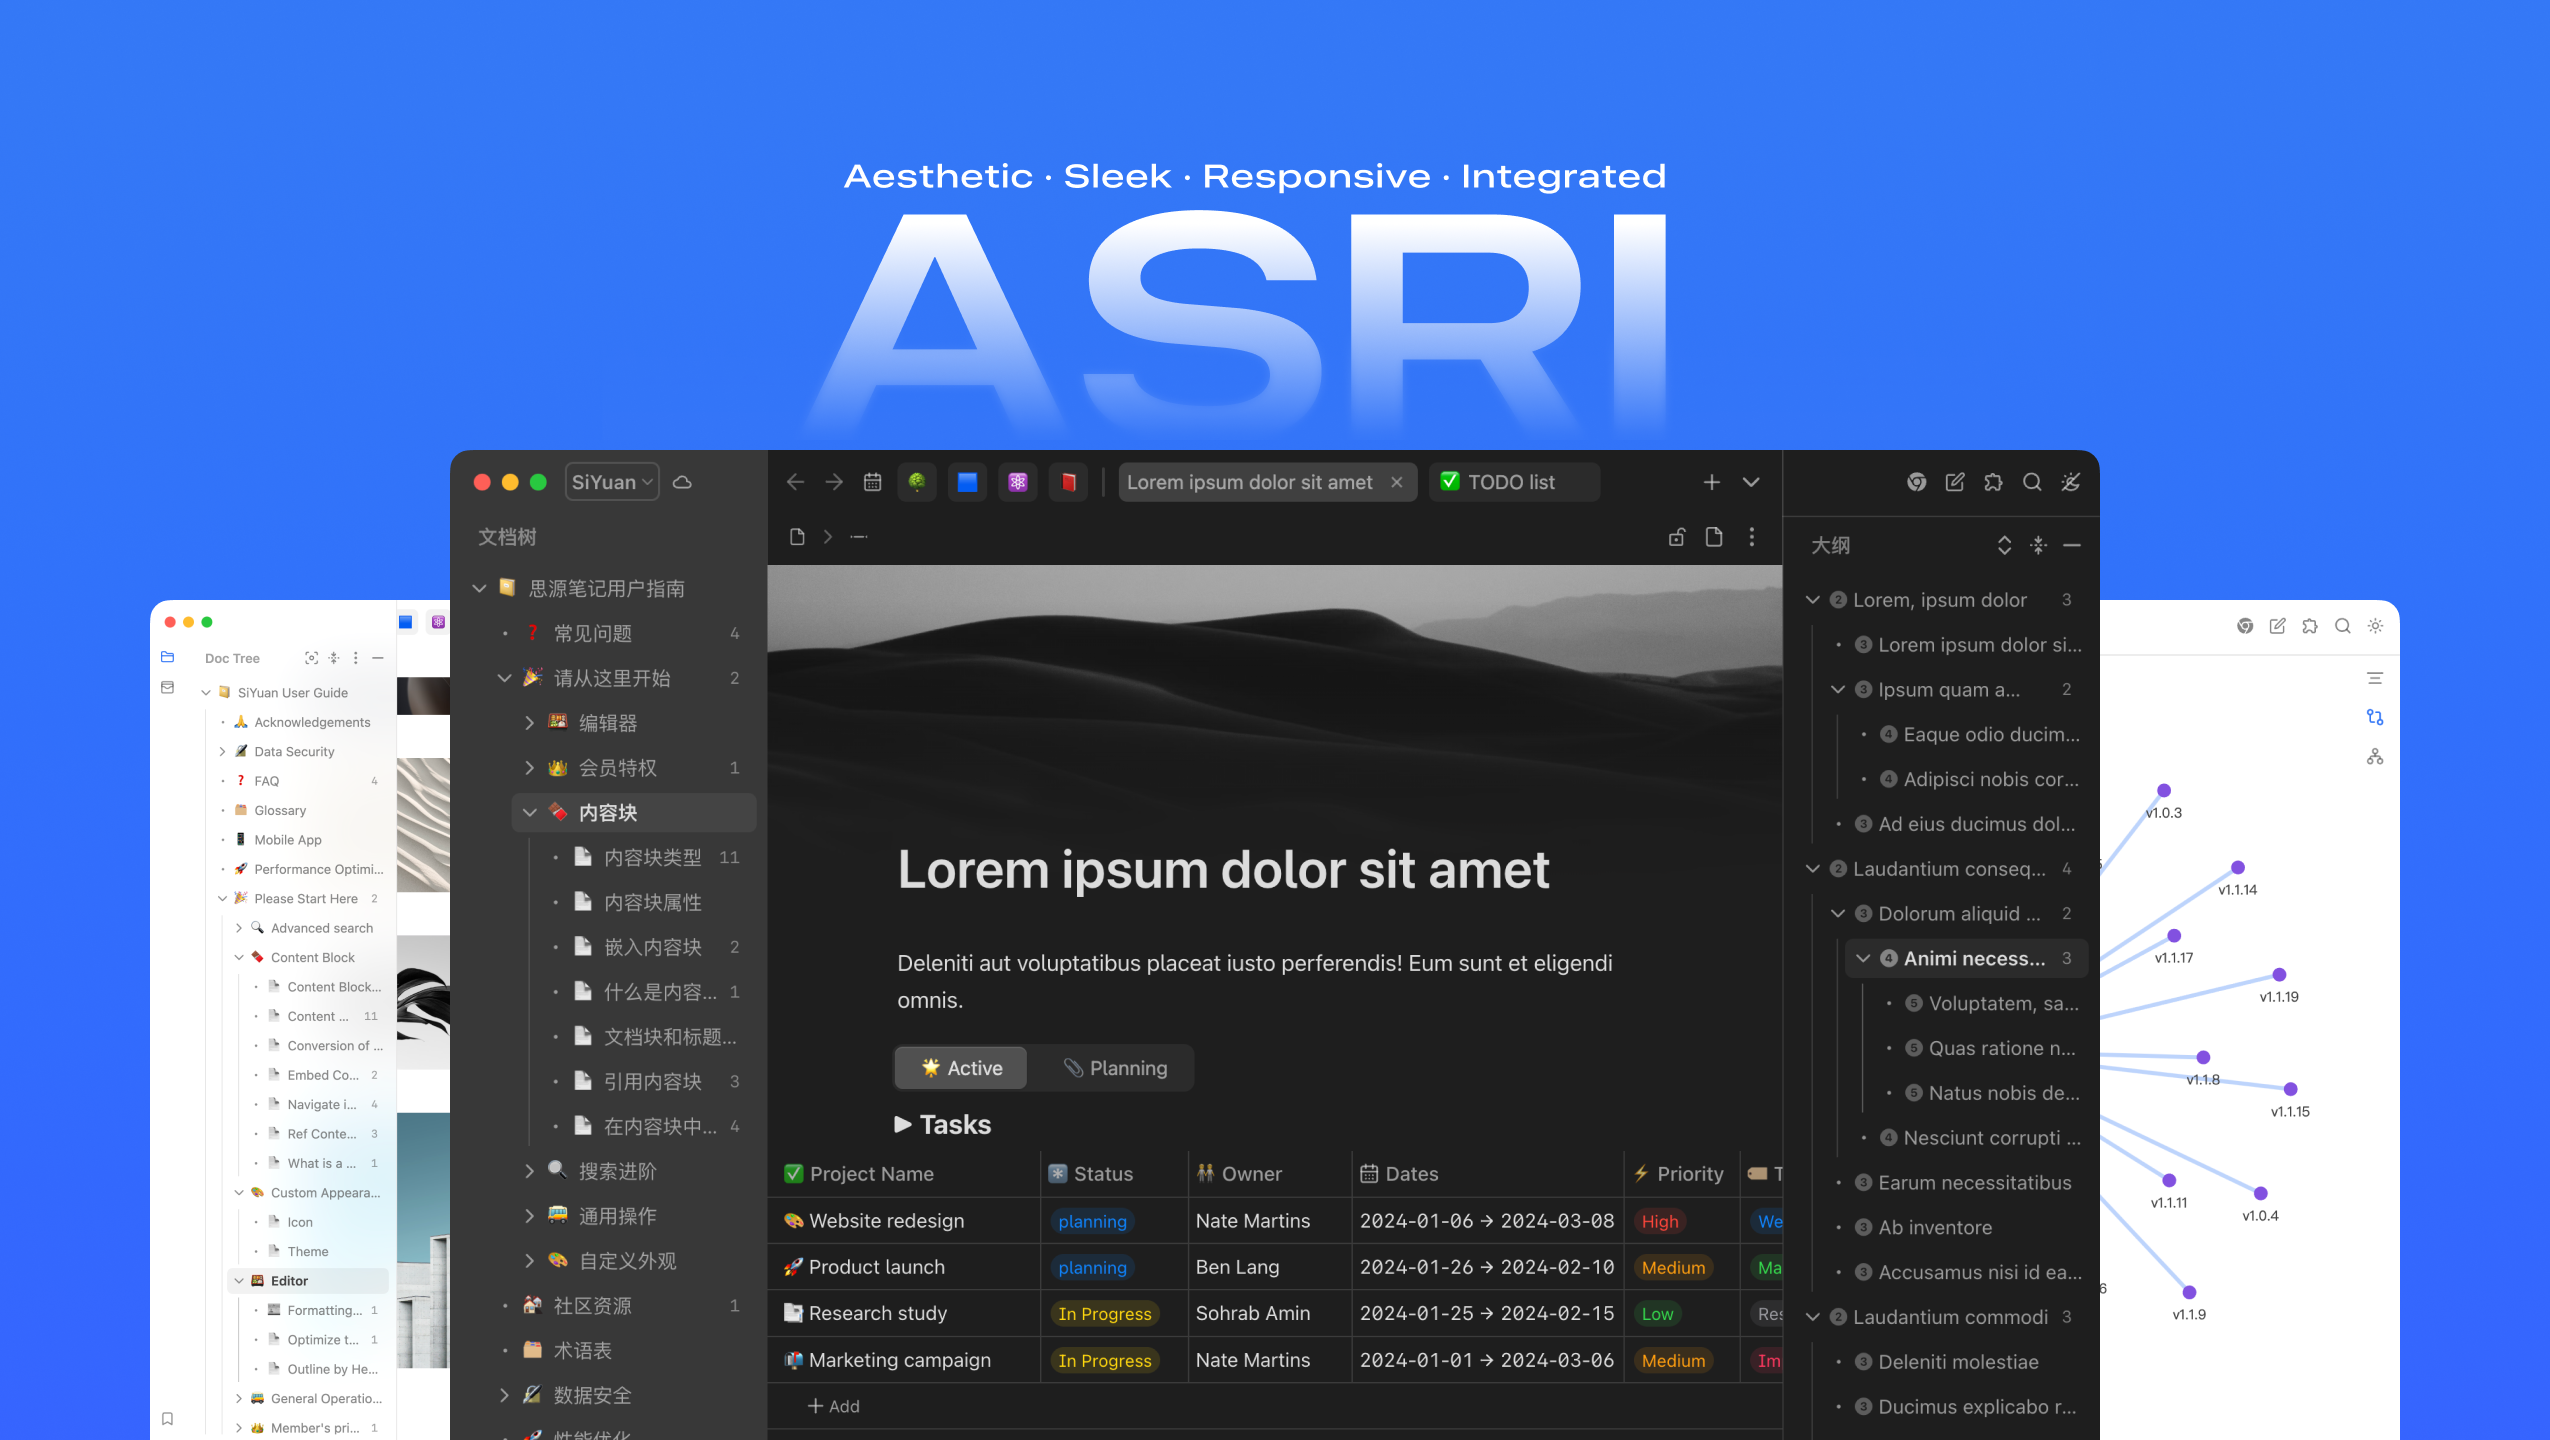 Aesthetic · Sleek · Responsive · Integrated
ASRI
SiYuan
文档树
思源笔记用户指南
常见问题 4
请从这里开始 2
编辑器
会员特权 1
内容块
内容块类型 11
内容块属性
嵌入内容块 2
什么是内容... 1
文档块和标题...
引用内容块 3
在内容块中... 4
搜索进阶
通用操作
自定义外观
社区资源 1
术语表
数据安全
性能优化
Lorem ipsum dolor sit amet
TODO list
Lorem ipsum dolor sit amet
Deleniti aut voluptatibus placeat iusto perferendis! Eum sunt et eligendi
omnis.
Active Planning
Tasks
Project Name Status Owner Dates Priority T
Website redesign planning Nate Martins 2024-01-06 → 2024-03-08 High We
Product launch planning Ben Lang 2024-01-26 → 2024-02-10 Medium Ma
Research study In Progress Sohrab Amin 2024-01-25 → 2024-02-15 Low Res
Marketing campaign In Progress Nate Martins 2024-01-01 → 2024-03-06 Medium Im
Add
大纲
2 Lorem, ipsum dolor 3
3 Lorem ipsum dolor si...
3 Ipsum quam a... 2
4 Eaque odio ducim...
4 Adipisci nobis cor...
3 Ad eius ducimus dol...
2 Laudantium conseq... 4
3 Dolorum aliquid ... 2
4 Animi necess... 3
5 Voluptatem, sa...
5 Quas ratione n...
5 Natus nobis de...
4 Nesciunt corrupti ...
3 Earum necessitatibus
3 Ab inventore
3 Accusamus nisi id ea...
2 Laudantium commodi 3
3 Deleniti molestiae
3 Ducimus explicabo r...
Doc Tree
SiYuan User Guide
Acknowledgements
Data Security
FAQ 4
Glossary
Mobile App
Performance Optimi...
Please Start Here 2
Advanced search
Content Block
Content Block...
Content ... 11
Conversion of ...
Embed Co... 2
Navigate i... 4
Ref Conte... 3
What is a ... 1
Custom Appeara...
Icon
Theme
Editor
Formatting... 1
Optimize t... 1
Outline by He...
General Operatio...
Member's pri... 1
v1.0.3
v1.1.14
v1.1.17
v1.1.19
v1.1.8
v1.1.15
v1.1.11
v1.0.4
6
v1.1.9